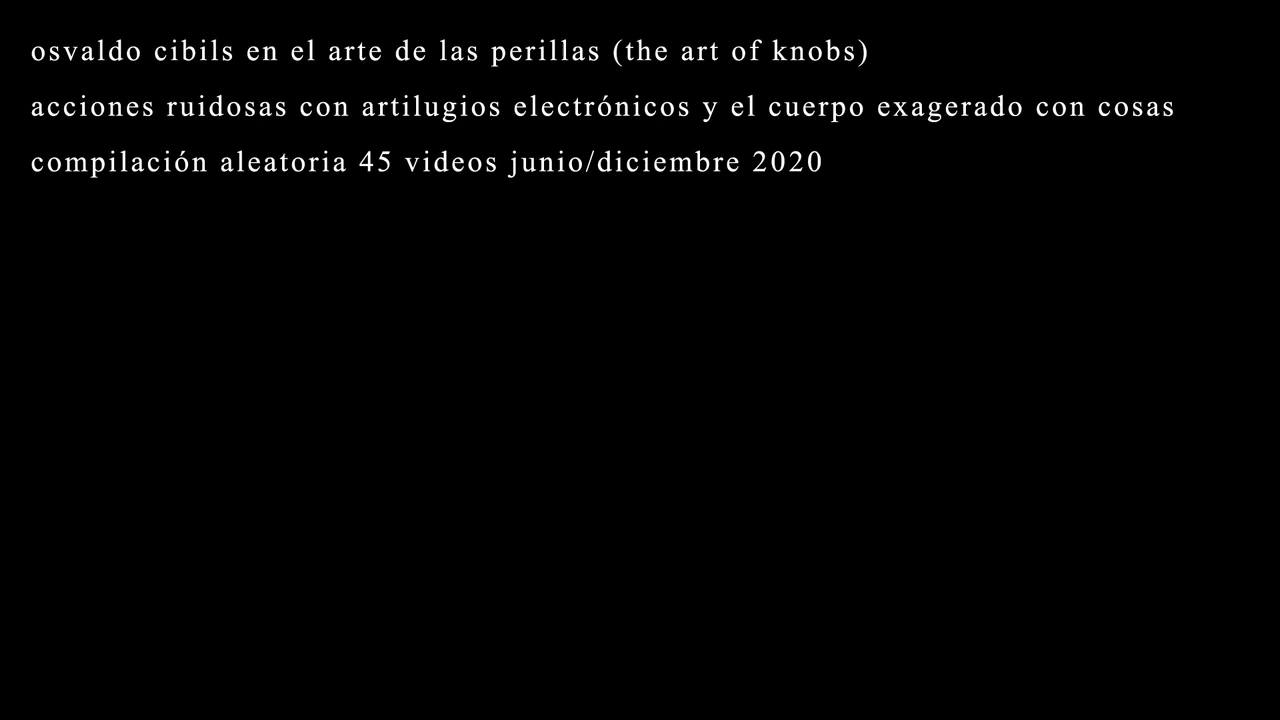 osvaldo cibils en el arte de las perillas (the art of knobs)
acciones ruidosas con artilugios electrónicos y el cuerpo exagerado con cosas
compilación aleatoria 45 videos junio/diciembre 2020